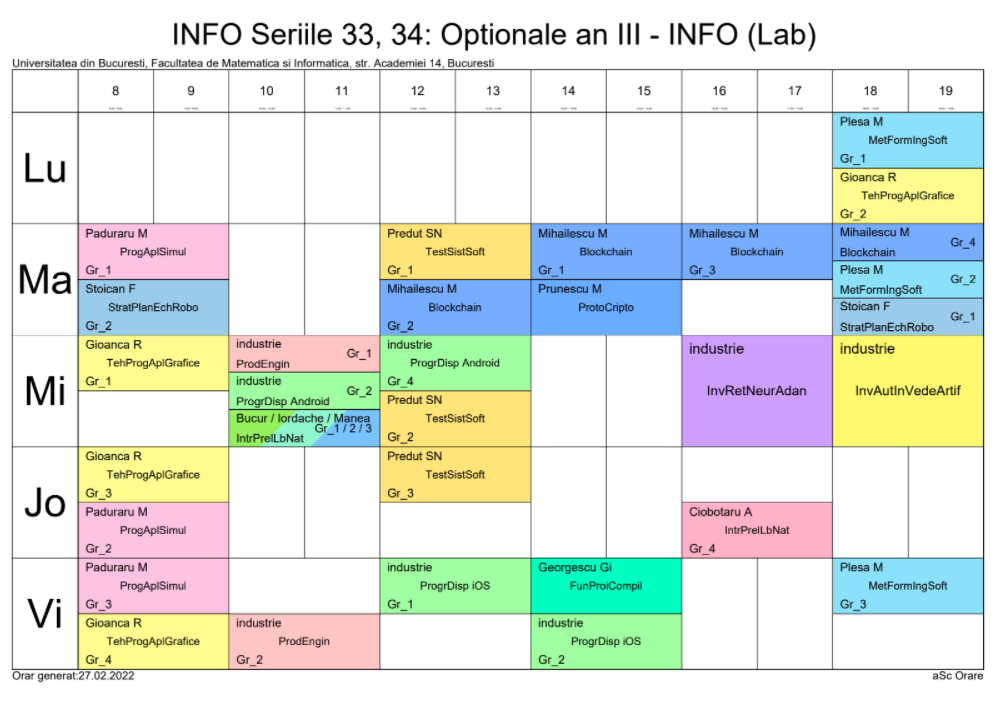 INFO Seriile 33, 34: Optionale an III - INFO (Lab)
Universitatea din Bucuresti, Facultatea de Matematica si Informatica, str. Academiei 14, Bucuresti
8 9 10 11 12 13 14 15 16 17 18 19
Lu
Plesa M
MetFormIngSoft
Gr_1
Gioanca R
TehProgAplGrafice
Gr_2
Ma
Paduraru M
ProgAplSimul
Gr_1
Stoican F
StratPlanEchRobo
Gr_2
Predut SN
TestSistSoft
Gr_1
Mihailescu M
Blockchain
Gr_2
Mihailescu M
Blockchain
Gr_1
Prunescu M
ProtoCripto
Mihailescu M
Blockchain
Gr_3
Mihailescu M
Gr_4
Blockchain
Plesa M
Gr_2
MetFormIngSoft
Stoican F
Gr_1
StratPlanEchRobo
Mi
Gioanca R
TehProgAplGrafice
Gr_1
industrie
Gr_1
ProdEngin
industrie
Gr_2
ProgrDisp Android
Bucur / Iordache / Manea
Gr_1 / 2 / 3
IntrPrelLbNat
industrie
ProgrDisp Android
Gr_4
Predut SN
TestSistSoft
Gr_2
industrie
InvRetNeurAdan
industrie
InvAutInVedeArtif
Jo
Gioanca R
TehProgAplGrafice
Gr_3
Paduraru M
ProgAplSimul
Gr_2
Predut SN
TestSistSoft
Gr_3
Ciobotaru A
IntrPrelLbNat
Gr_4
Vi
Paduraru M
ProgAplSimul
Gr_3
Gioanca R
TehProgAplGrafice
Gr_4
industrie
ProdEngin
Gr_2
industrie
ProgrDisp iOS
Gr_1
Georgescu Gi
FunProiCompil
industrie
ProgrDisp iOS
Gr_2
Plesa M
MetFormIngSoft
Gr_3
Orar generat:27.02.2022
aSc Orare